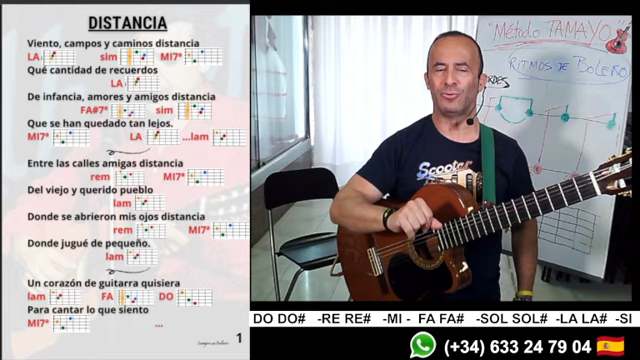 DISTANCIA
Viento, campos y caminos distancia
LA sim MI7ª
Qué cantidad de recuerdos
LA
De infancia, amores y amigos distancia
FA#7ª sim
Que se han quedado tan lejos.
MI7ª LA ...lam
Entre las calles amigas distancia
rem MI7ª
Del viejo y querido pueblo
lam
Donde se abrieron mis ojos distancia
rem MI7ª
Donde jugué de pequeño.
lam
Un corazón de guitarra quisiera
lam FA DO
Para cantar lo que siento
MI7ª ...
1
"Método TAMAYO"
RITMOS DE BOLERO
Scooter
DO DO# -RE RE# -MI - FA FA# -SOL SOL# -LA LA# -SI
(+34) 633 24 79 04